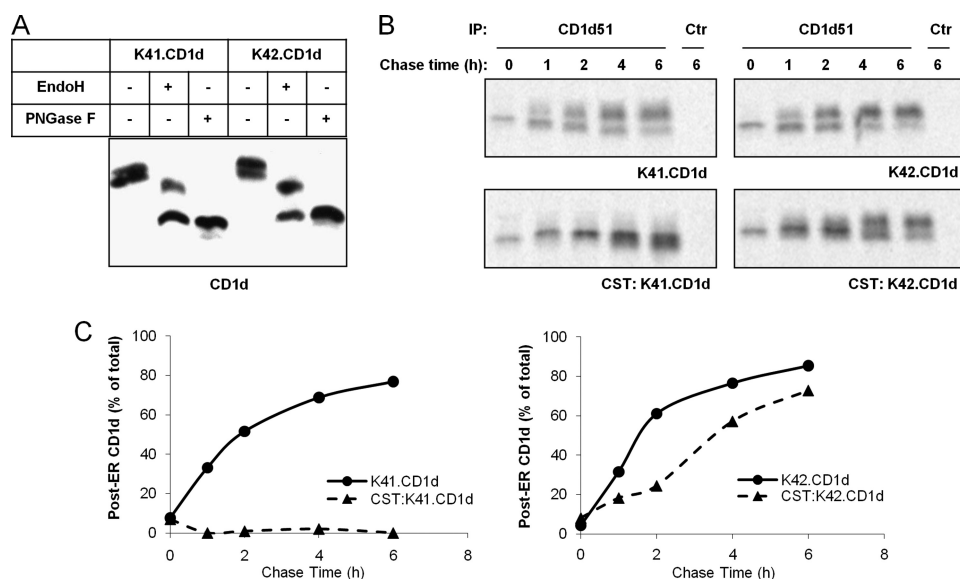 A
K41.CD1d K42.CD1d
EndoH - + - - + -
PNGase F - - + - - +
CD1d
B
IP: CD1d51 Ctr CD1d51 Ctr
Chase time (h): 0 1 2 4 6 6 0 1 2 4 6 6
K41.CD1d K42.CD1d
CST: K41.CD1d CST: K42.CD1d
C
Post-ER CD1d (% of total)
100
80
60
40
20
0
0 2 4 6 8
Chase Time (h)
K41.CD1d
CST:K41.CD1d
Post-ER CD1d (% of total)
100
80
60
40
20
0
0 2 4 6 8
Chase Time (h)
K42.CD1d
CST:K42.CD1d